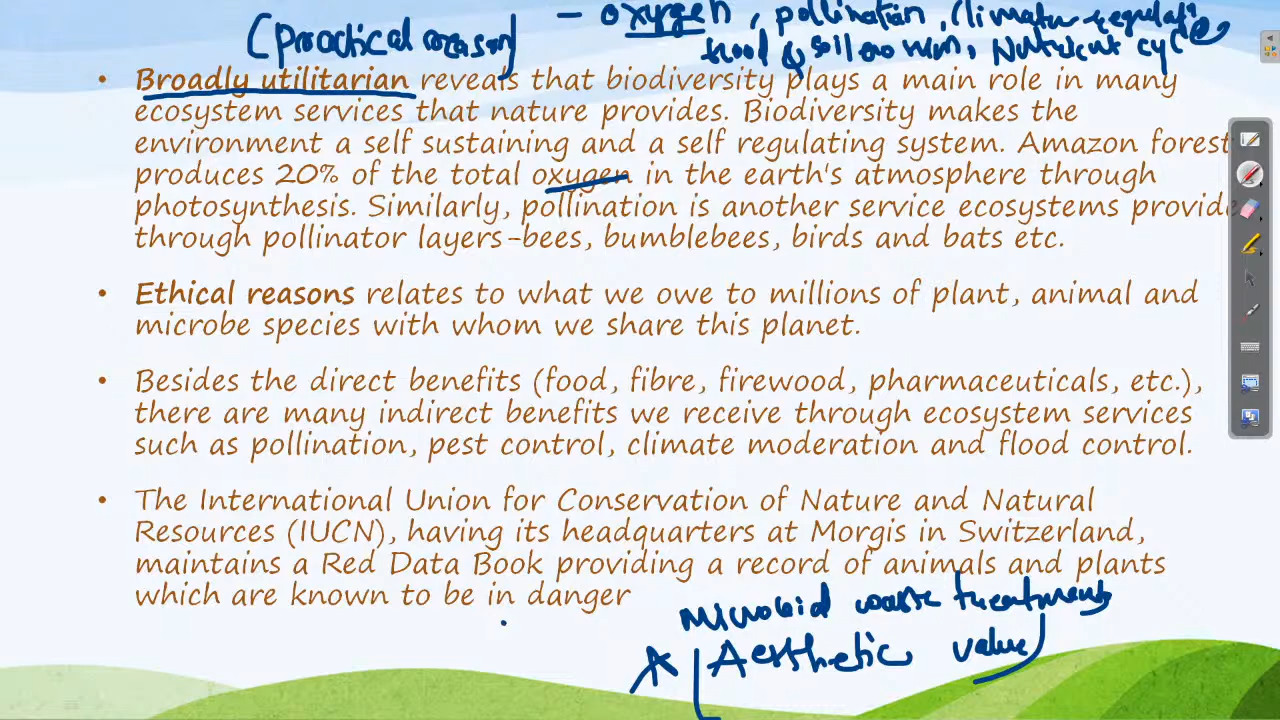 (practical reason)
– oxygen, pollination, climate regulate
flood & soil erosion, Nutrient cyc
• Broadly utilitarian reveals that biodiversity plays a main role in many
ecosystem services that nature provides. Biodiversity makes the
environment a self sustaining and a self regulating system. Amazon forest
produces 20% of the total oxygen in the earth's atmosphere through
photosynthesis. Similarly, pollination is another service ecosystems provide
through pollinator layers-bees, bumblebees, birds and bats etc.
• Ethical reasons relates to what we owe to millions of plant, animal and
microbe species with whom we share this planet.
• Besides the direct benefits (food, fibre, firewood, pharmaceuticals, etc.),
there are many indirect benefits we receive through ecosystem services
such as pollination, pest control, climate moderation and flood control.
• The International Union for Conservation of Nature and Natural
Resources (IUCN), having its headquarters at Morgis in Switzerland,
maintains a Red Data Book providing a record of animals and plants
which are known to be in danger
waste treatment
Aesthetic value